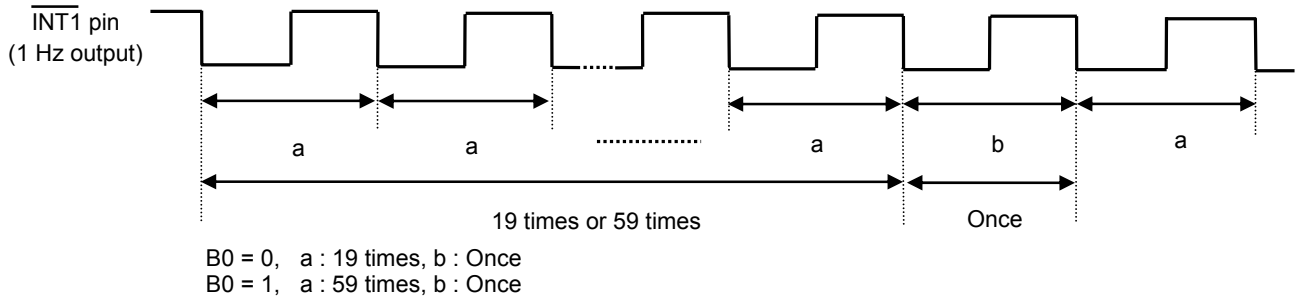 INT1 pin
(1 Hz output)
a a a b a
19 times or 59 times Once
B0 = 0, a : 19 times, b : Once
B0 = 1, a : 59 times, b : Once